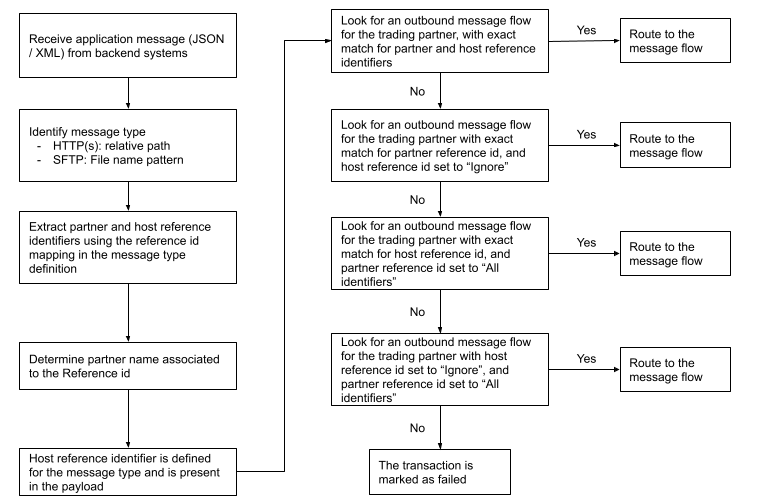 Receive application message (JSON
/ XML) from backend systems
Identify message type
- HTTP(s): relative path
- SFTP: File name pattern
Extract partner and host reference
identifiers using the reference id
mapping in the message type
definition
Determine partner name associated
to the Reference id
Host reference identifier is defined
for the message type and is present
in the payload
Look for an outbound message flow
for the trading partner, with exact
match for partner and host reference
identifiers
Yes
Route to the
message flow
No
Look for an outbound message flow
for the trading partner with exact
match for partner reference id, and
host reference id set to “Ignore”
Yes
Route to the
message flow
No
Look for an outbound message flow
for the trading partner with exact
match for host reference id, and
partner reference id set to “All
identifiers”
Yes
Route to the
message flow
No
Look for an outbound message flow
for the trading partner with host
reference id set to “Ignore”, and
partner reference id set to “All
identifiers”
Yes
Route to the
message flow
No
The transaction is
marked as failed